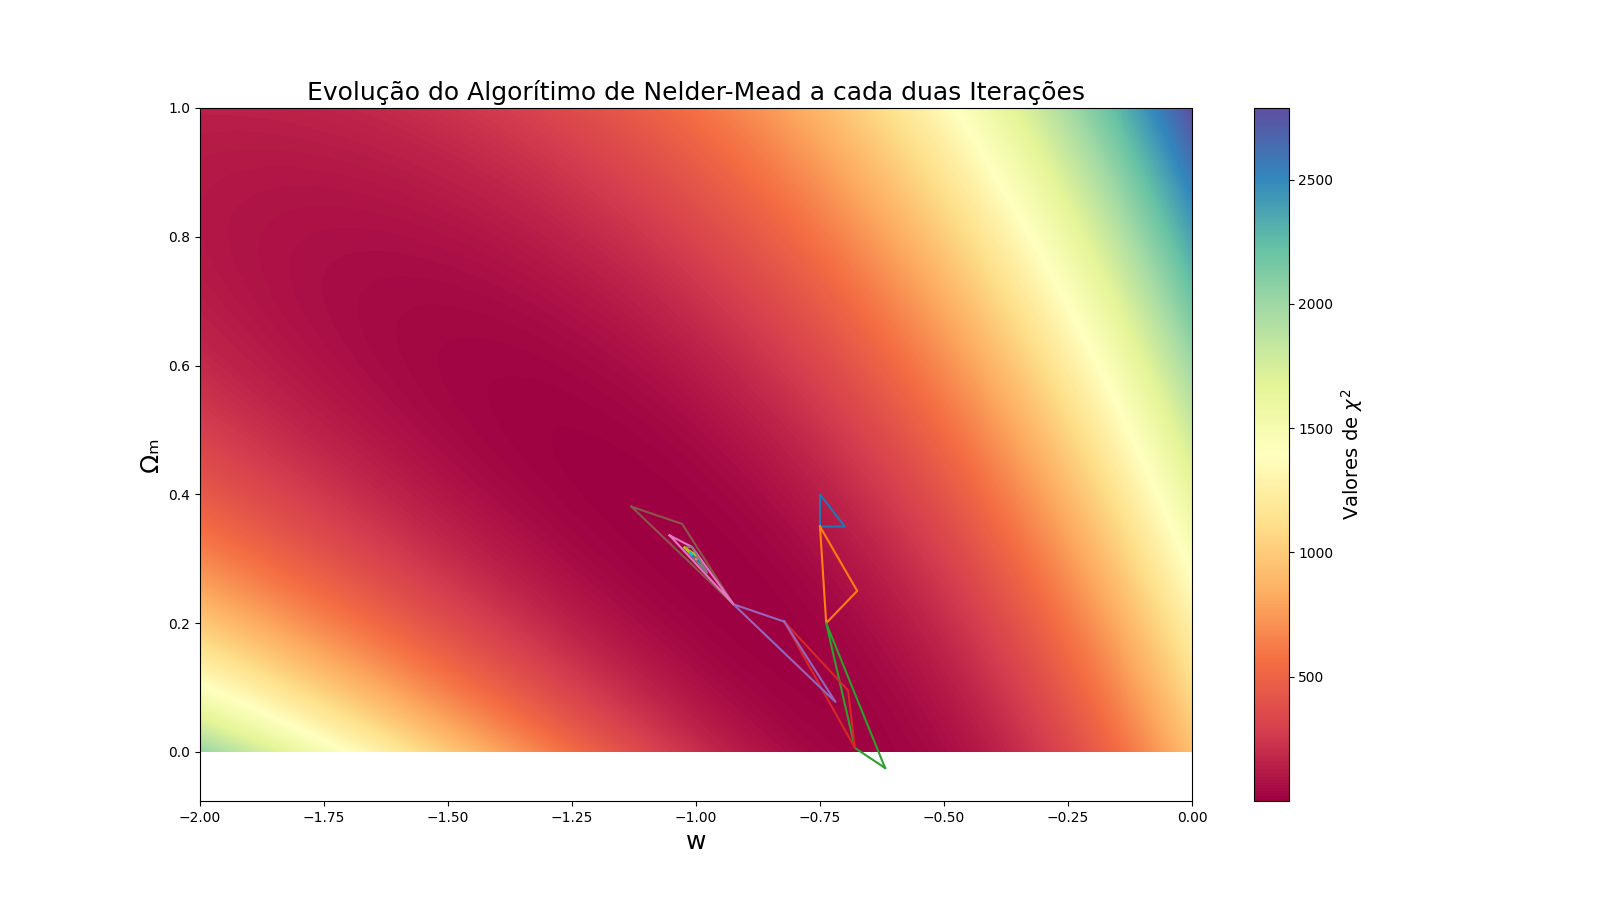 Evolução do Algorítimo de Nelder-Mead a cada duas Iterações
1.0
0.8
0.6
0.4
0.2
0.0
Ωₘ
−2.00 −1.75 −1.50 −1.25 −1.00 −0.75 −0.50 −0.25 0.00
w
2500
2000
1500
1000
500
Valores de χ²